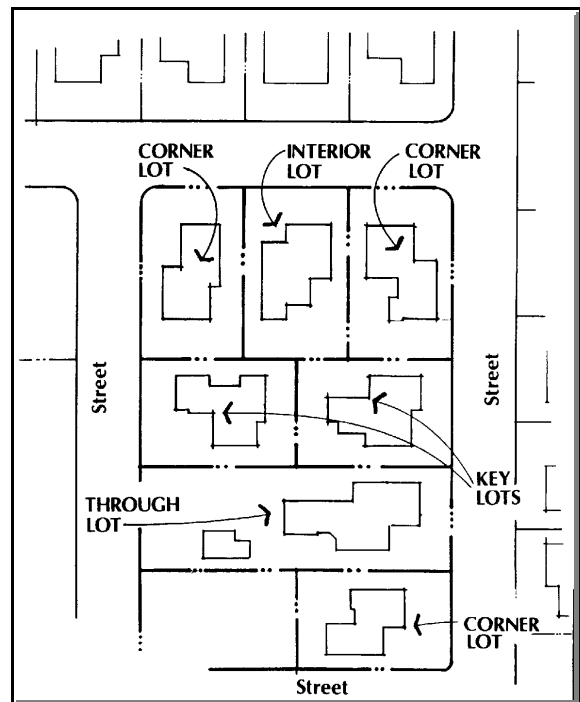 CORNER
LOT
INTERIOR
LOT
CORNER
LOT
Street
Street
KEY
LOTS
THROUGH
LOT
CORNER
LOT
Street